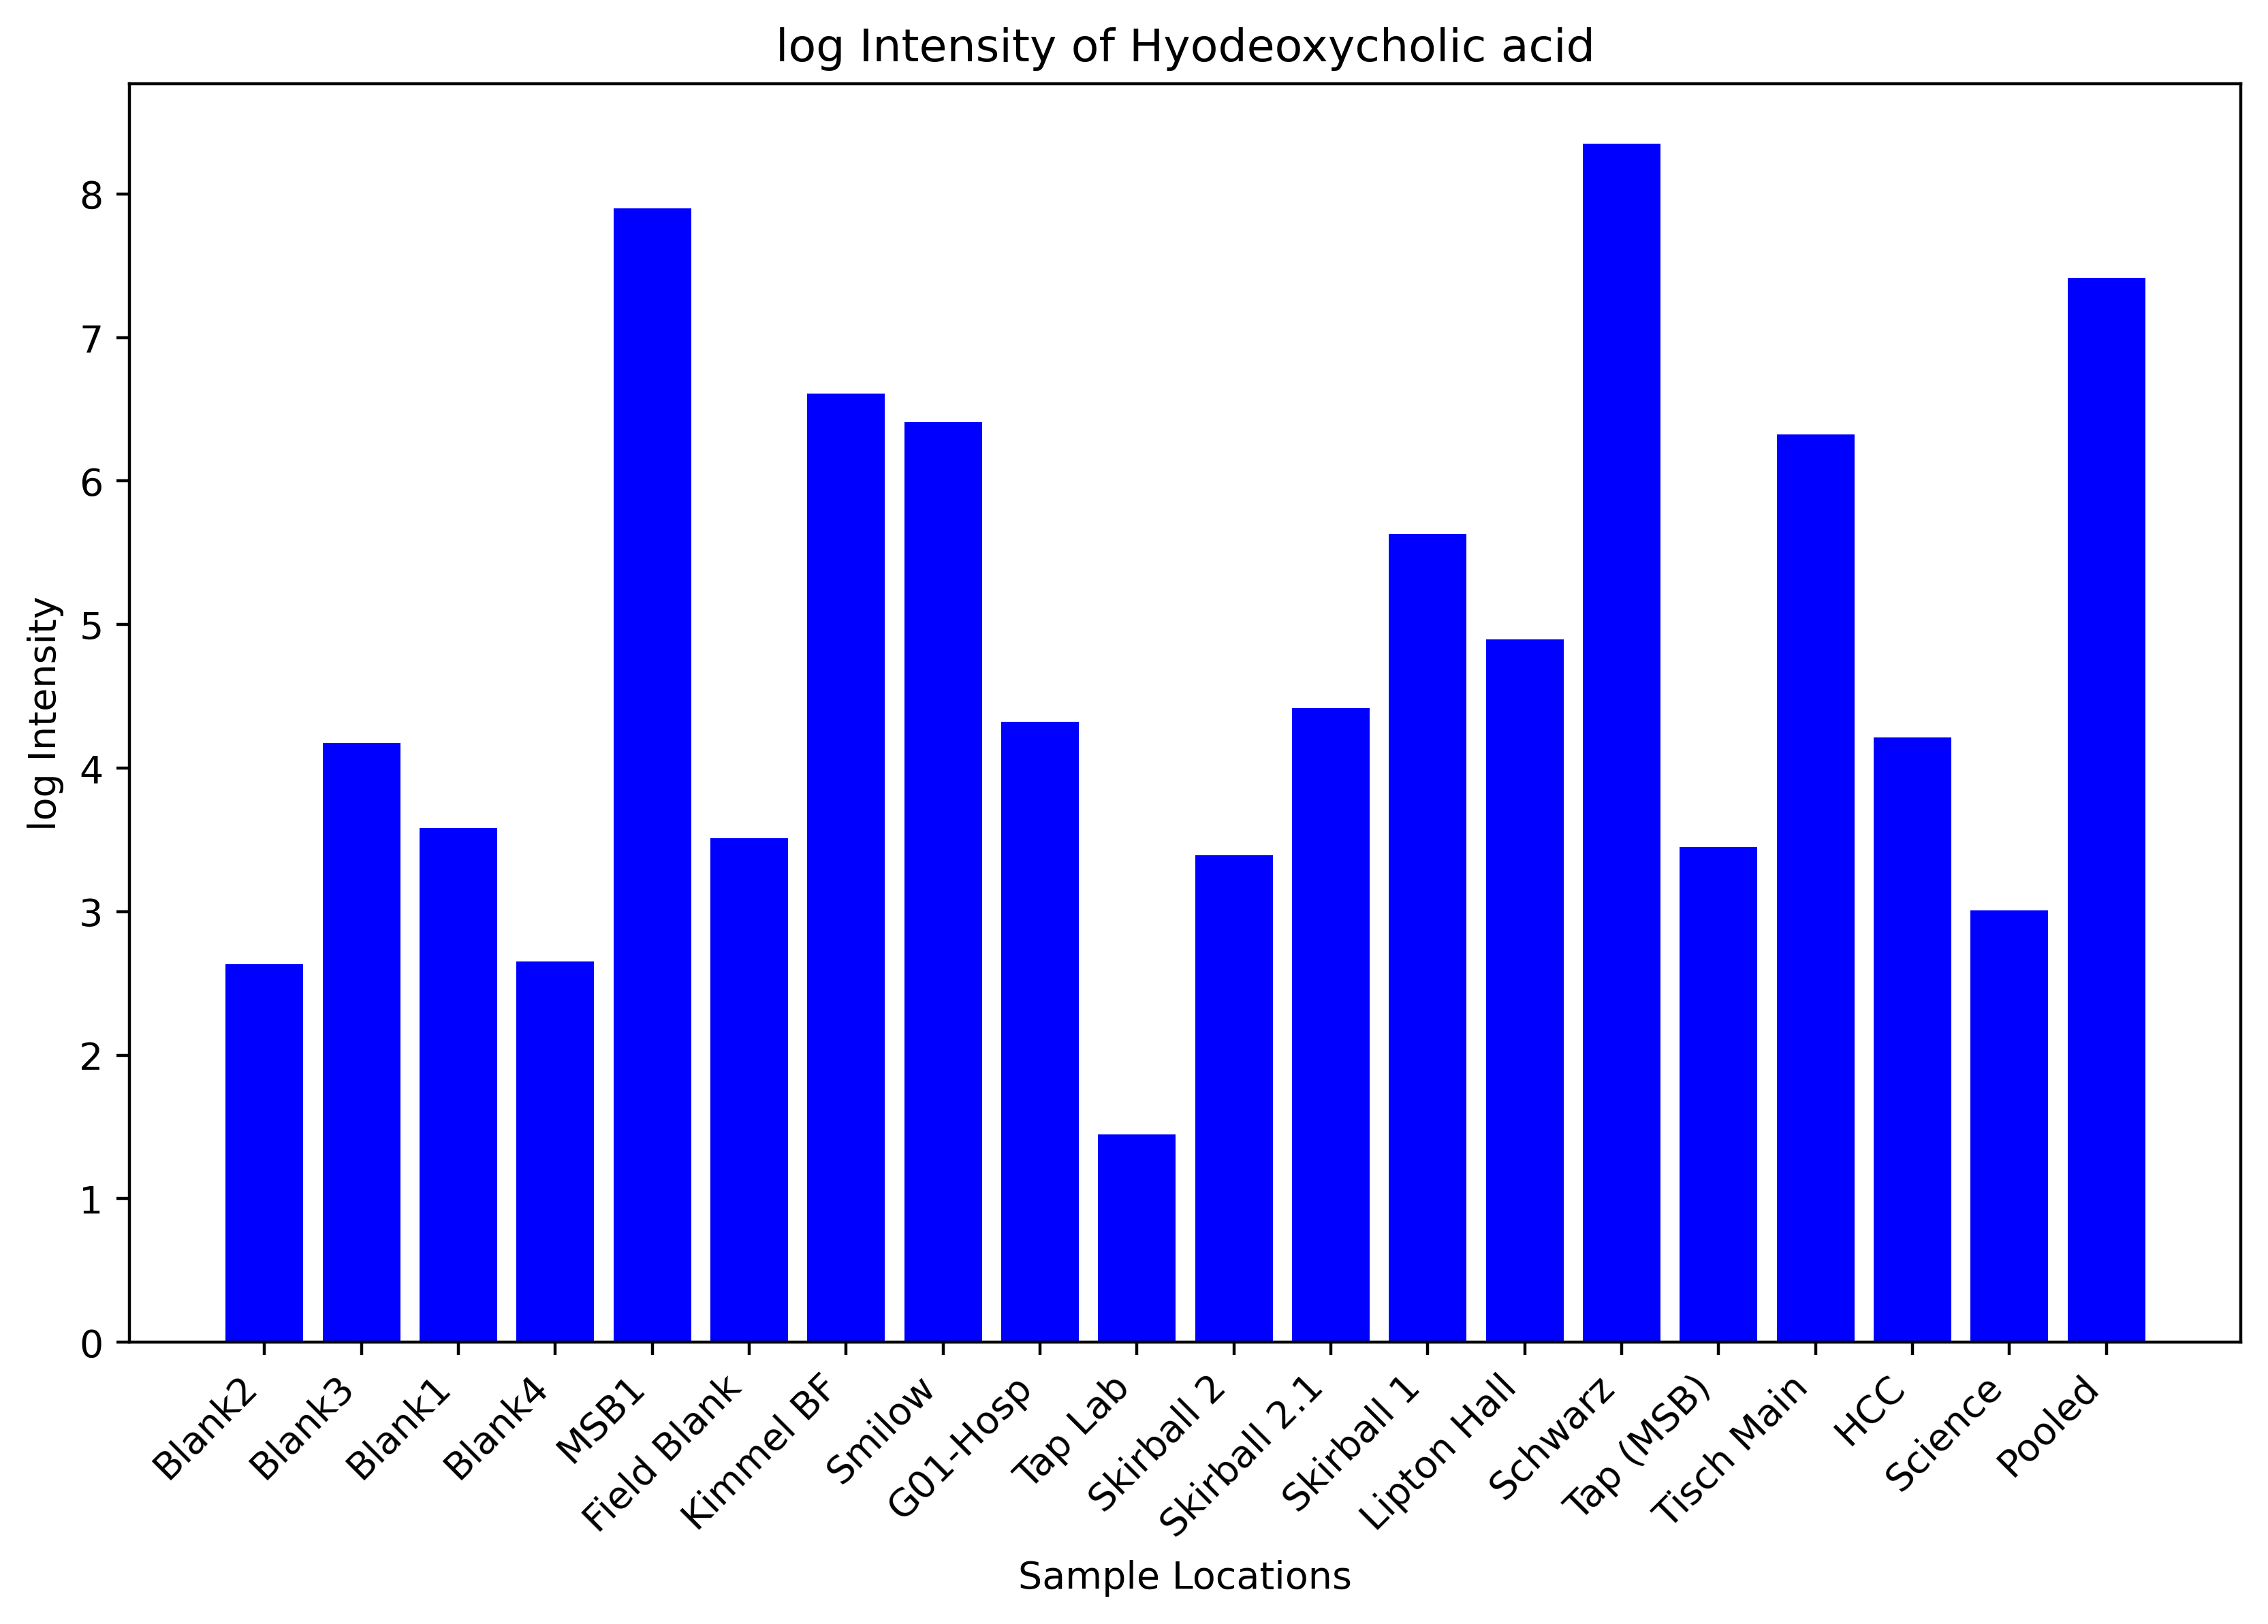 log Intensity of Hyodeoxycholic acid
log Intensity
8
7
6
5
4
3
2
1
0
Blank2
Blank3
Blank1
Blank4
MSB1
Field Blank
Kimmel BF
Smilow
G01-Hosp
Tap Lab
Skirball 2
Skirball 2.1
Skirball 1
Lipton Hall
Schwarz
Tap (MSB)
Tisch Main
HCC
Science
Pooled
Sample Locations